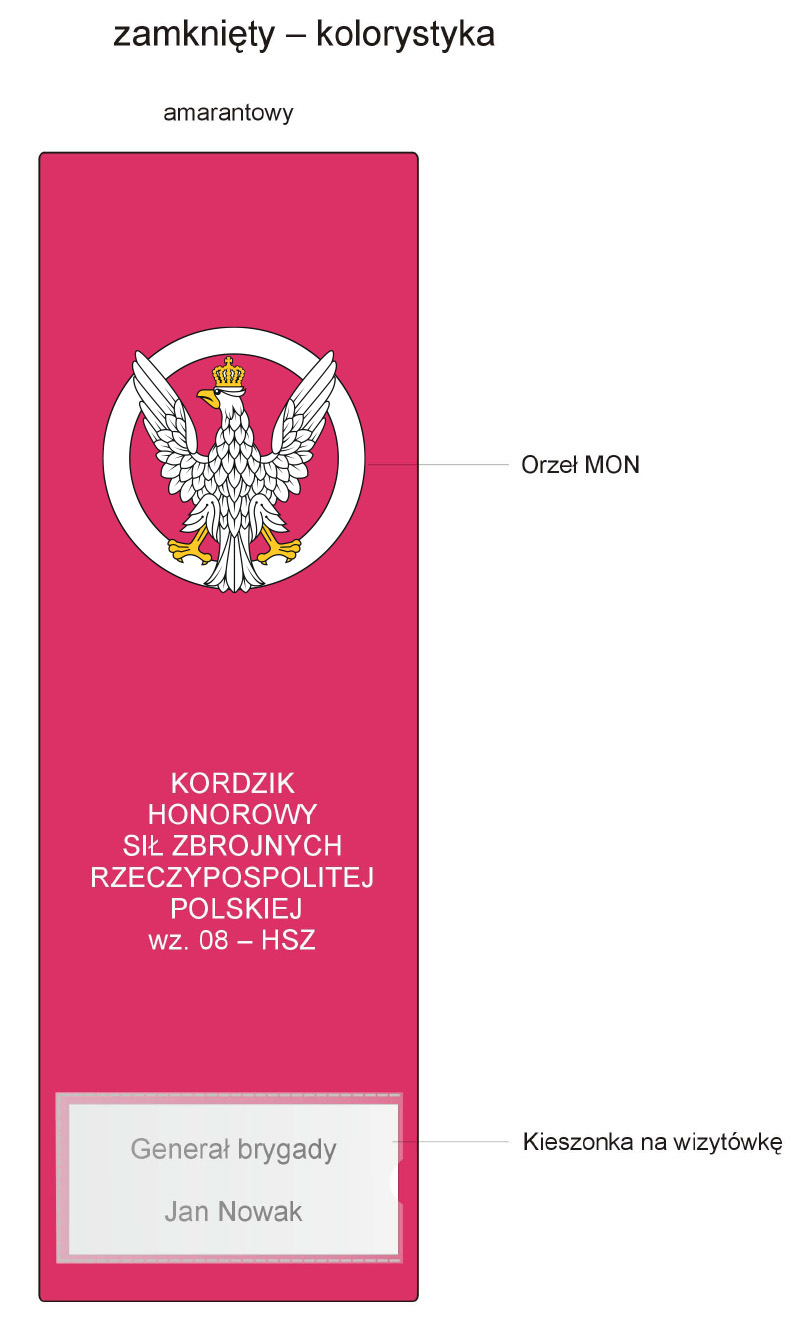 zamknięty – kolorystyka
amarantowy
Orzeł MON
KORDZIK
HONOROWY
SIŁ ZBROJNYCH
RZECZYPOSPOLITEJ
POLSKIEJ
wz. 08 – HSZ
Generał brygady
Kieszonka na wizytówkę
Jan Nowak